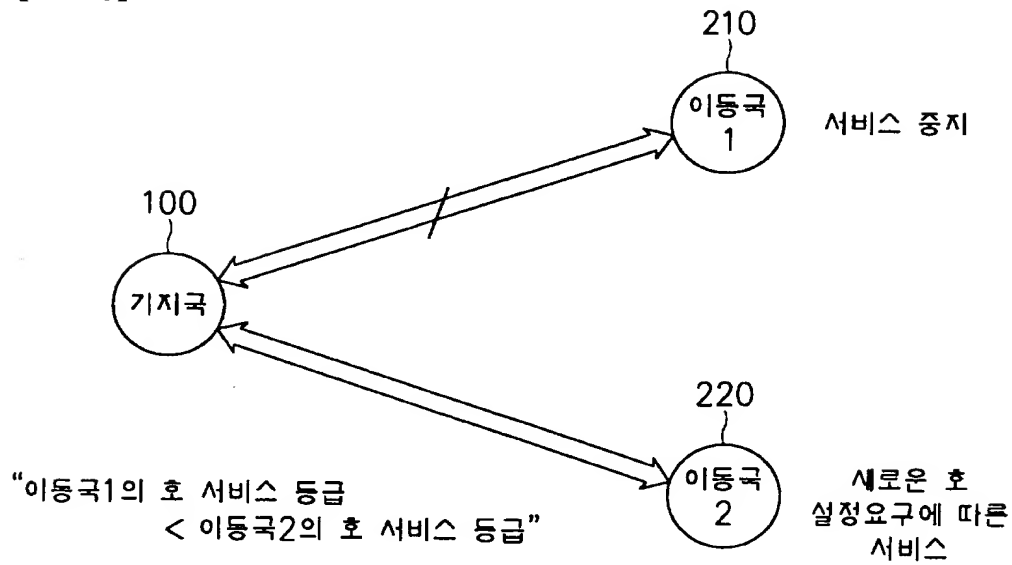 210
이동국
1
서비스 중지
100
기지국
220
이동국
2
새로운 호
설정요구에 따른
서비스
"이동국1의 호 서비스 등급
< 이동국2의 호 서비스 등급"